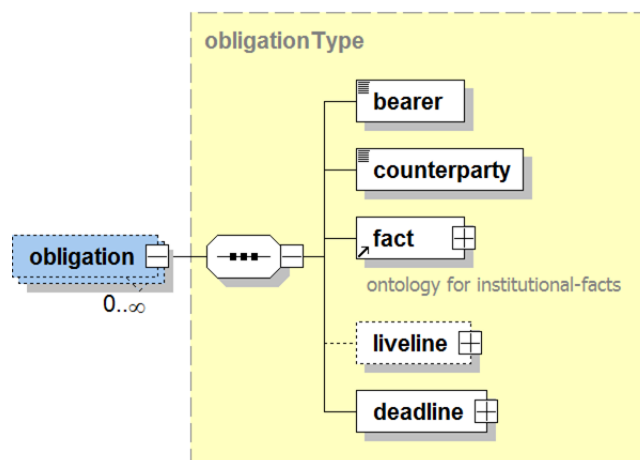 obligationType
bearer
counterparty
fact
ontology for institutional-facts
obligation
0..∞
liveline
deadline